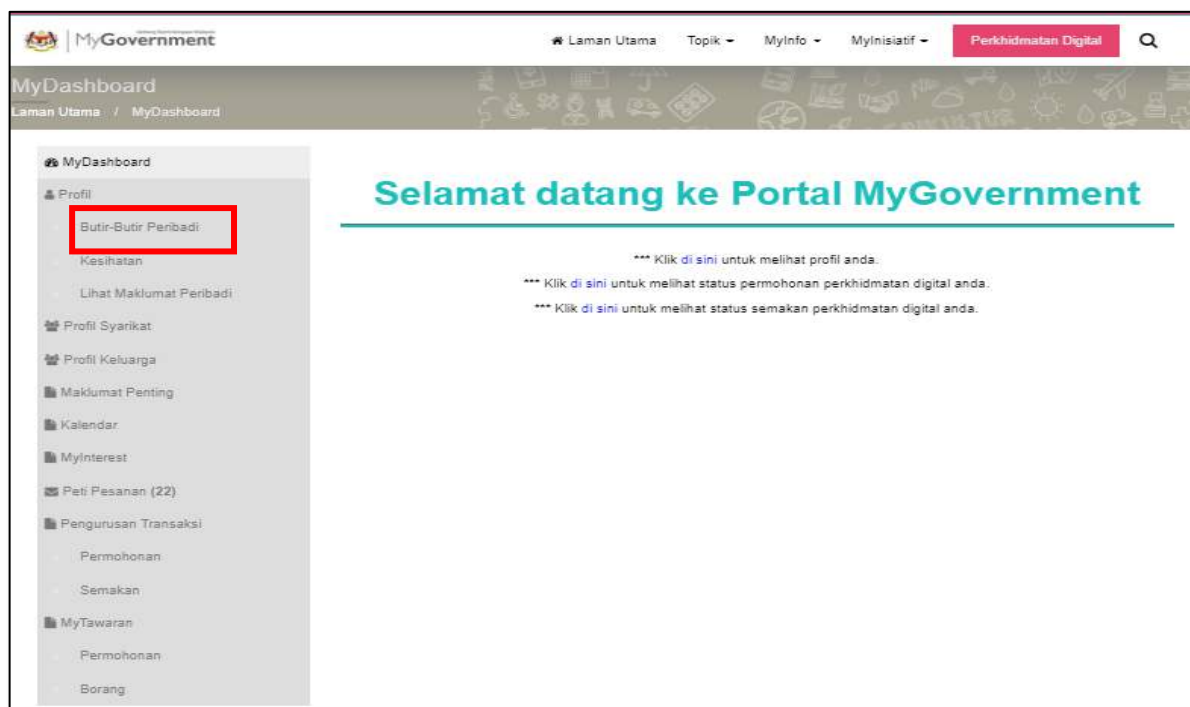 MyGovernment
Laman Utama Topik MyInfo MyInisiatif Perkhidmatan Digital
MyDashboard
Laman Utama / MyDashboard
MyDashboard
Profil
Butir-Butir Peribadi
Kesihatan
Lihat Maklumat Peribadi
Profil Syarikat
Profil Keluarga
Maklumat Penting
Kalendar
MyInterest
Peti Pesanan (22)
Pengurusan Transaksi
Permohonan
Semakan
MyTawaran
Permohonan
Borang
Selamat datang ke Portal MyGovernment
*** Klik di sini untuk melihat profil anda.
*** Klik di sini untuk melihat status permohonan perkhidmatan digital anda.
*** Klik di sini untuk melihat status semakan perkhidmatan digital anda.